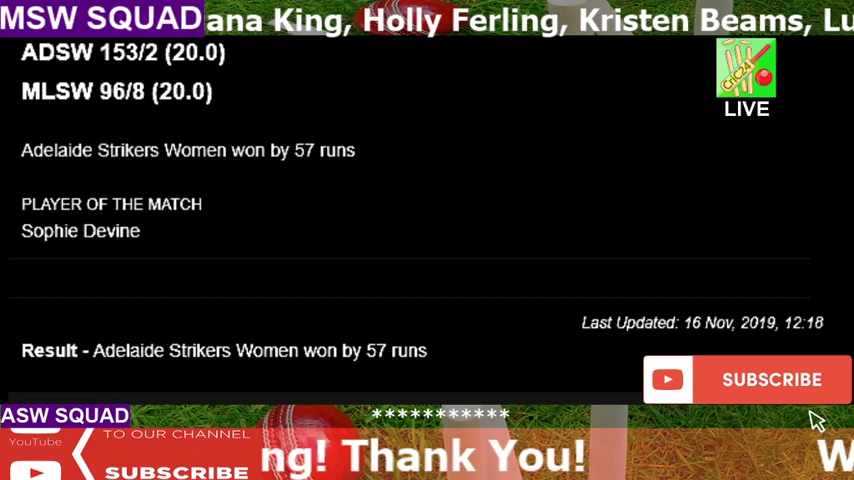 MSW SQUAD
ana King, Holly Ferling, Kristen Beams, Lu
ADSW 153/2 (20.0)
MLSW 96/8 (20.0)
CriC24
LIVE
Adelaide Strikers Women won by 57 runs
PLAYER OF THE MATCH
Sophie Devine
Last Updated: 16 Nov, 2019, 12:18
Result - Adelaide Strikers Women won by 57 runs
SUBSCRIBE
ASW SQUAD
***********
YouTube
TO OUR CHANNEL
SUBSCRIBE
ng! Thank You!
W